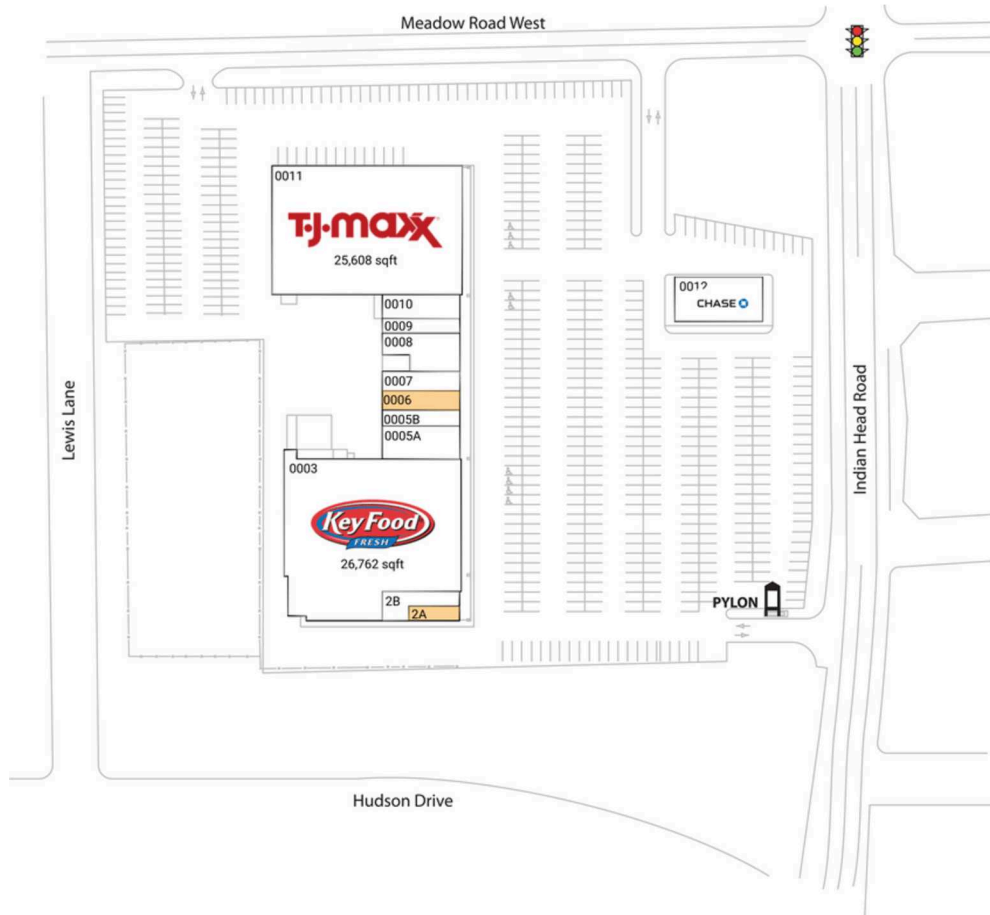 Meadow Road West
0011
T.J.maxx
25,608 sqft
0010
0009
0008
0007
0006
0005B
0005A
0003
Key Food
FRESH
26,762 sqft
2B
2A
0012
CHASE
PYLON
Lewis Lane
Indian Head Road
Hudson Drive